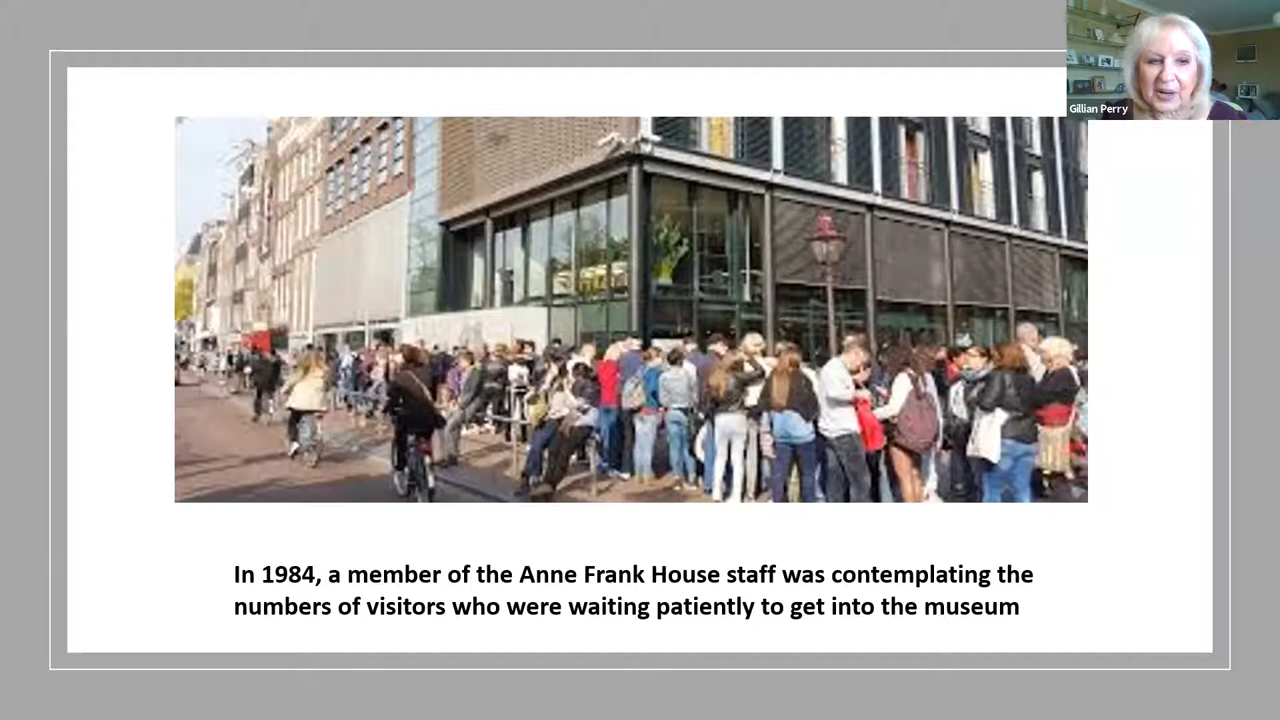 Gillian Perry
In 1984, a member of the Anne Frank House staff was contemplating the
numbers of visitors who were waiting patiently to get into the museum